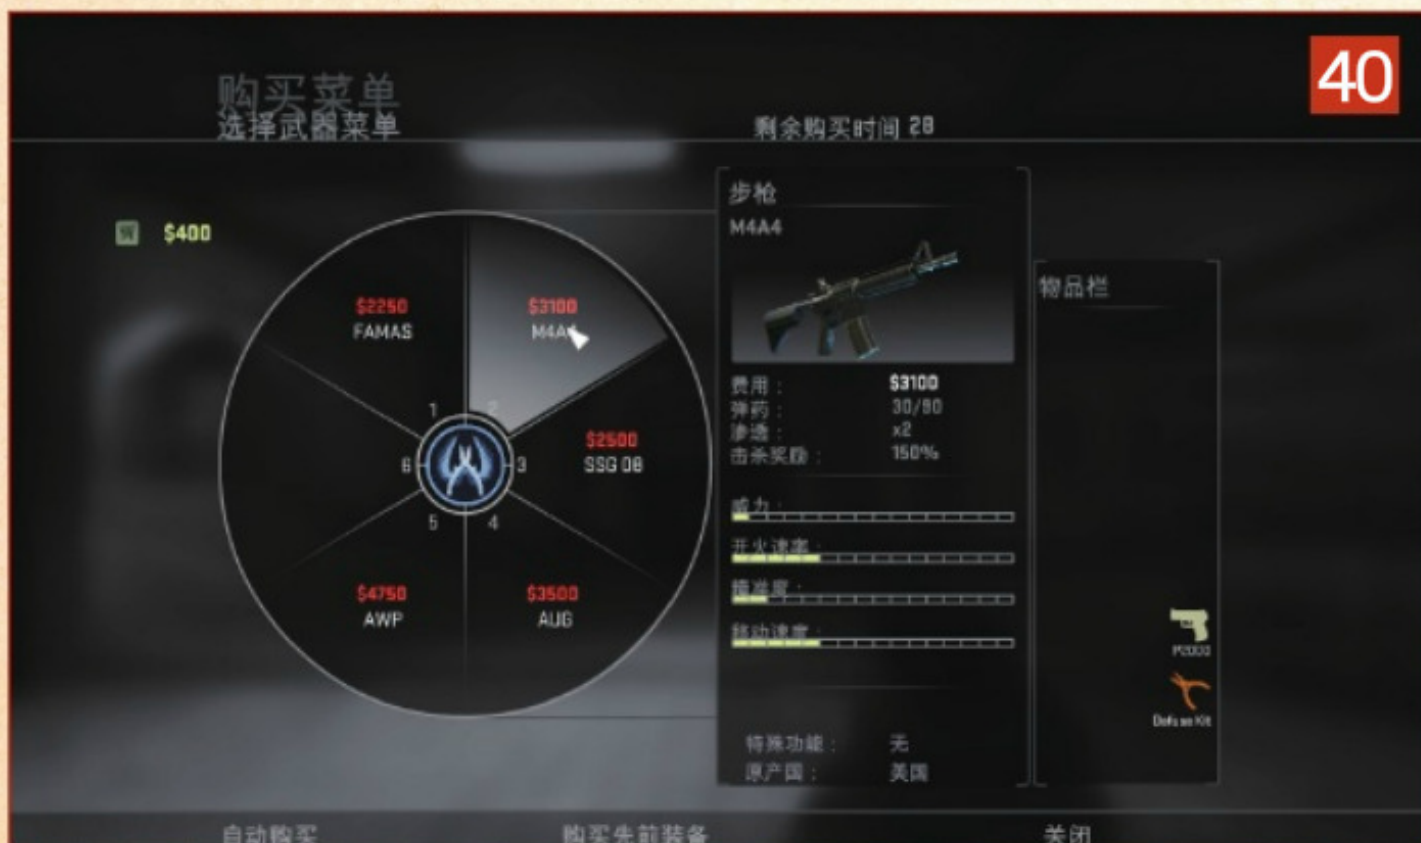 40
购买菜单
选择武器菜单
剩余购买时间 28
$400
$2250
FAMAS
$3100
M4A4
$2500
SSG 08
$3500
AUG
$4750
AWP
1
2
3
4
5
6
步枪
M4A4
费用：
$3100
弹药：
30/90
渗透：
x2
击杀奖励：
150%
威力：
开火速率：
精准度：
移动速度：
特殊功能：
无
原产国：
美国
物品栏
P2000
Defuse Kit
自动购买
购买先前装备
关闭